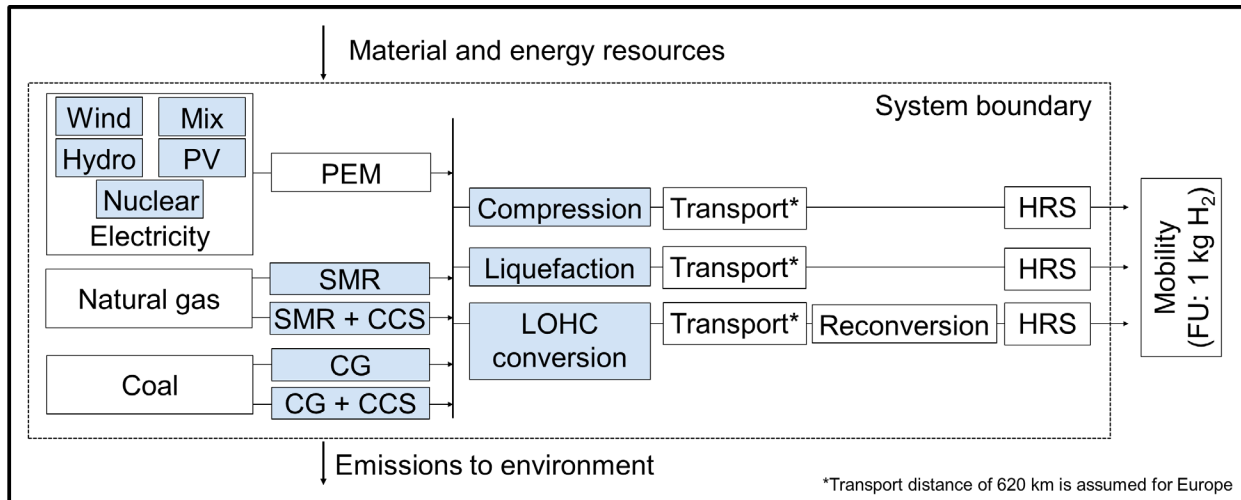 Material and energy resources
System boundary
Wind
Mix
Hydro
PV
Nuclear
Electricity
PEM
Natural gas
SMR
SMR + CCS
Coal
CG
CG + CCS
Compression
Transport*
HRS
Liquefaction
Transport*
HRS
LOHC
conversion
Transport*
Reconversion
HRS
Mobility
(FU: 1 kg H₂)
Emissions to environment
*Transport distance of 620 km is assumed for Europe